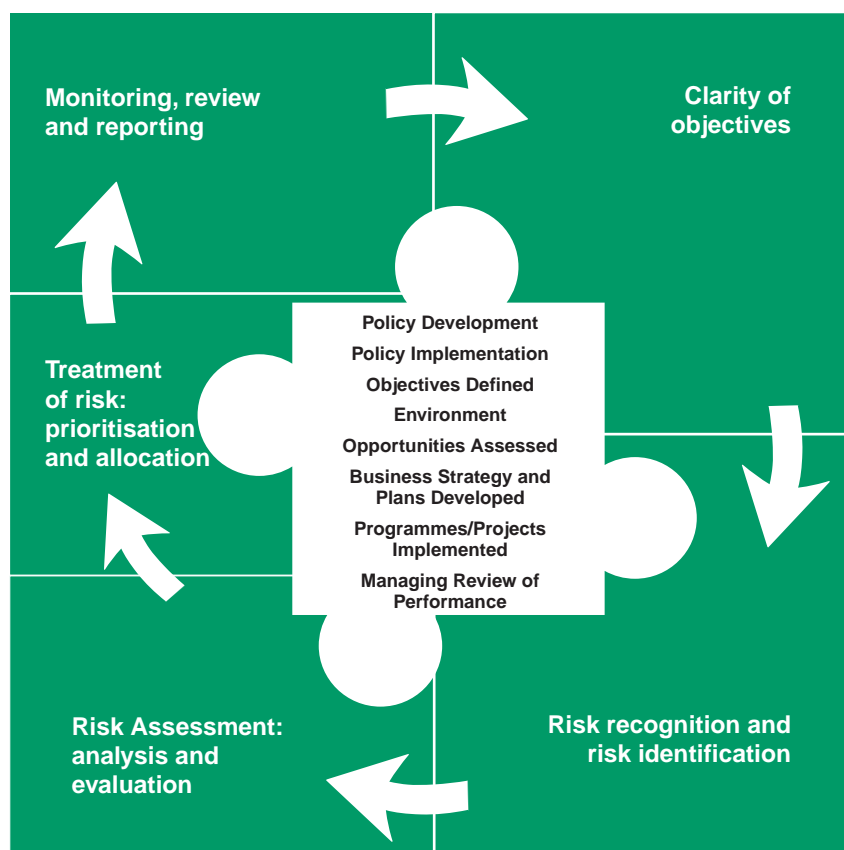 Monitoring, review
and reporting
Clarity of
objectives
Treatment
of risk:
prioritisation
and allocation
Policy Development
Policy Implementation
Objectives Defined
Environment
Opportunities Assessed
Business Strategy and
Plans Developed
Programmes/Projects
Implemented
Managing Review of
Performance
Risk Assessment:
analysis and
evaluation
Risk recognition and
risk identification